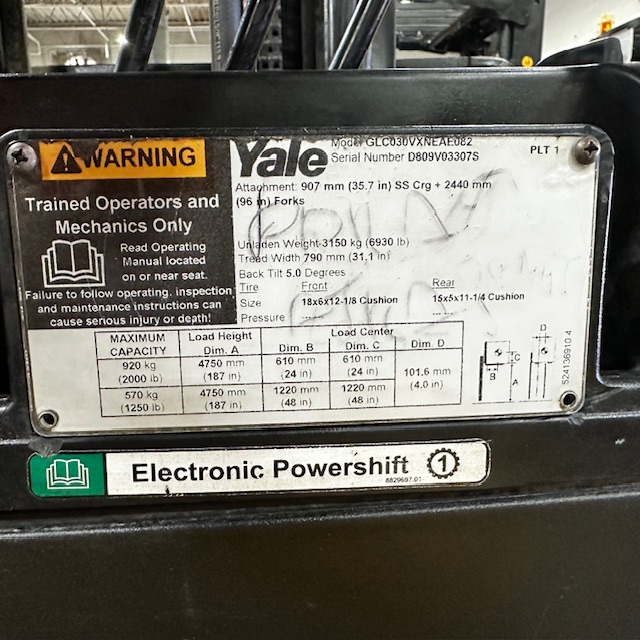 WARNING
Trained Operators and
Mechanics Only
Read Operating
Manual located
on or near seat.
Failure to follow operating, inspection
and maintenance instructions can
cause serious injury or death!
Yale
Model GLC030VXNEAE082
Serial Number D809V03307S
PLT 1
Attachment: 907 mm (35.7 in) SS Crg + 2440 mm
(96 in) Forks
Unladen Weight 3150 kg (6930 lb)
Tread Width 790 mm (31.1 in)
Back Tilt 5.0 Degrees
Tire Front Rear
Size 18x6x12-1/8 Cushion 15x5x11-1/4 Cushion
Pressure
MAXIMUM CAPACITY Load Height Dim. A Load Center Dim. B Dim. C Dim. D
920 kg (2000 lb) 4750 mm (187 in) 610 mm (24 in) 610 mm (24 in) 101.6 mm (4.0 in)
570 kg (1250 lb) 4750 mm (187 in) 1220 mm (48 in) 1220 mm (48 in)
B C A D
524136910 4
Electronic Powershift 1
8829697.01